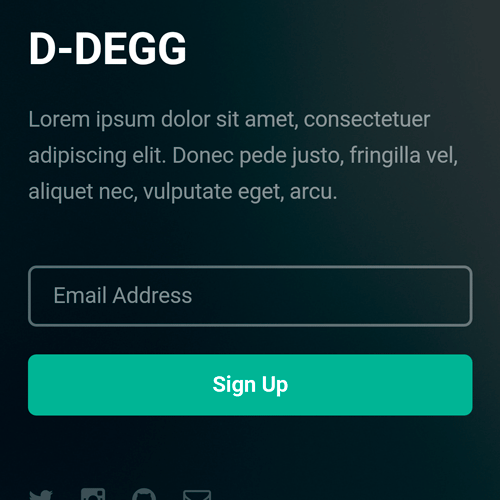 D-DEGG
Lorem ipsum dolor sit amet, consectetuer
adipiscing elit. Donec pede justo, fringilla vel,
aliquet nec, vulputate eget, arcu.
Email Address
Sign Up